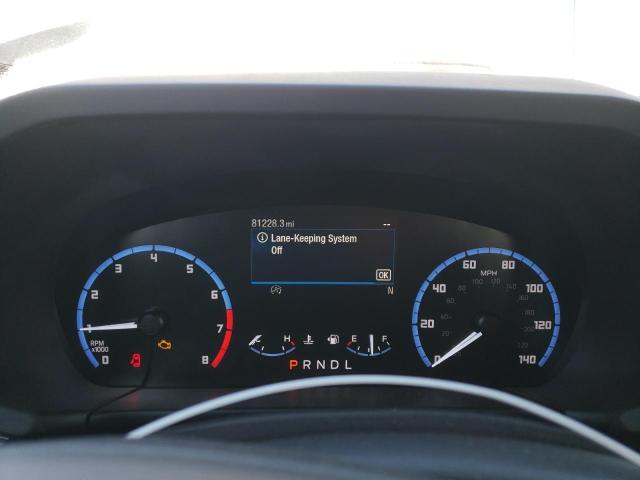 81228.3 mi --
Lane-Keeping System
Off
OK
N
0 1 2 3 4 5 6 7 8
RPM
x1000
C H E F
P R N D L
0 20 40 60 80 100 120 140
MPH